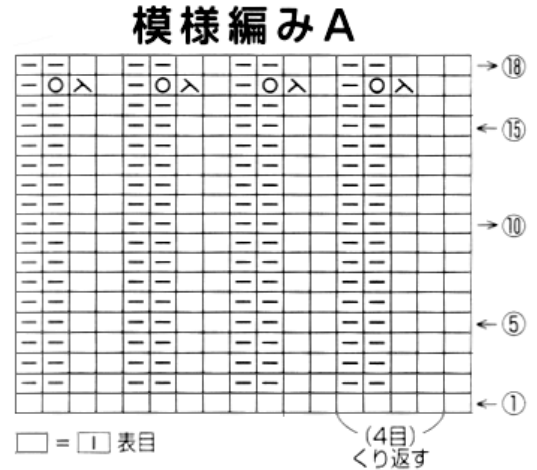 模様編みA
→⑱
←⑮
→⑩
←⑤
←①
□ = | 表目
(4目)
くり返す